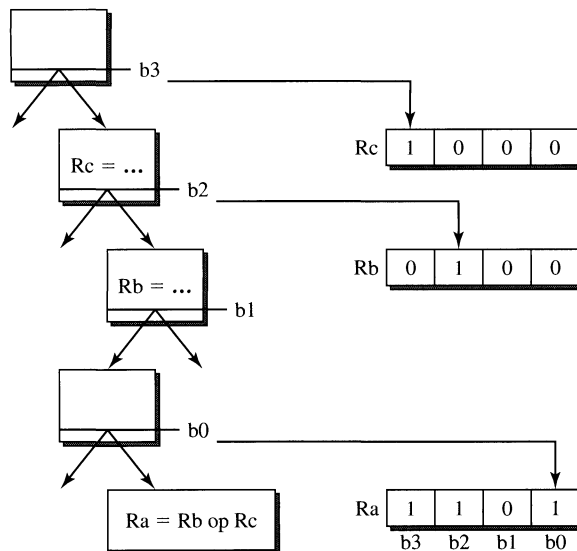 b3
Rc 1 0 0 0
Rc = ...
b2
Rb 0 1 0 0
Rb = ...
b1
b0
Ra = Rb op Rc
Ra 1 1 0 1
b3 b2 b1 b0